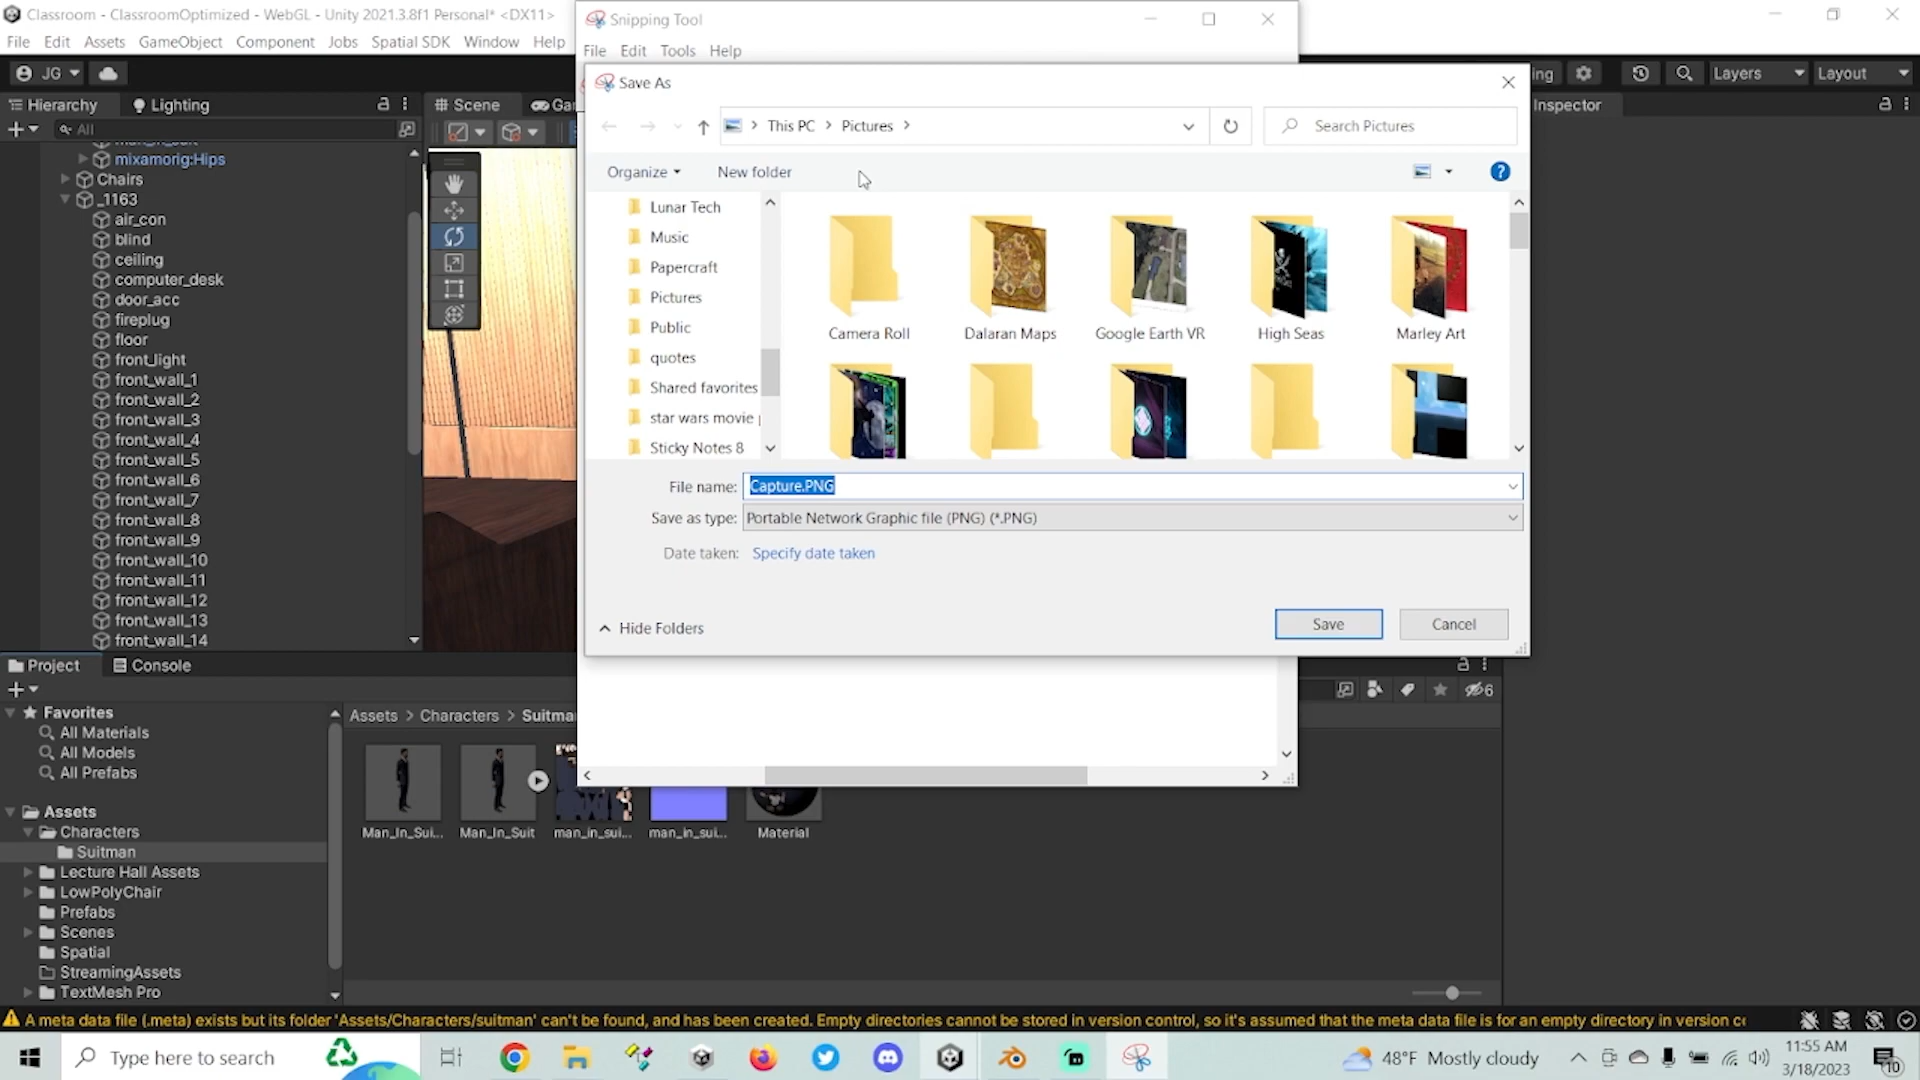 Classroom - ClassroomOptimized - WebGL - Unity 2021.3.8f1 Personal* <DX11>
File Edit Assets GameObject Component Jobs Spatial SDK Window Help
JG
Layers
Layout
Hierarchy
Lighting
Scene
Inspector
All
mixamorig:Hips
Chairs
_1163
air_con
blind
ceiling
computer_desk
door_acc
fireplug
floor
front_light
front_wall_1
front_wall_2
front_wall_3
front_wall_4
front_wall_5
front_wall_6
front_wall_7
front_wall_8
front_wall_9
front_wall_10
front_wall_11
front_wall_12
front_wall_13
front_wall_14
Snipping Tool
File Edit Tools Help
Save As
This PC > Pictures >
Search Pictures
Organize
New folder
Lunar Tech
Music
Papercraft
Pictures
Public
quotes
Shared favorites
star wars movie
Sticky Notes 8
Camera Roll
Dalaran Maps
Google Earth VR
High Seas
Marley Art
File name: Capture.PNG
Save as type: Portable Network Graphic file (PNG) (*.PNG)
Date taken: Specify date taken
Hide Folders
Save
Cancel
Project
Console
6
Favorites
All Materials
All Models
All Prefabs
Assets
Characters
Suitman
Lecture Hall Assets
LowPolyChair
Prefabs
Scenes
Spatial
StreamingAssets
TextMesh Pro
Assets > Characters > Suitma
Man_In_Sui...
Man_In_Suit
man_in_sui...
man_in_sui...
Material
A meta data file (.meta) exists but its folder 'Assets/Characters/suitman' can't be found, and has been created. Empty directories cannot be stored in version control, so it's assumed that the meta data file is for an empty directory in version c
Type here to search
48°F Mostly cloudy
11:55 AM
3/18/2023
10